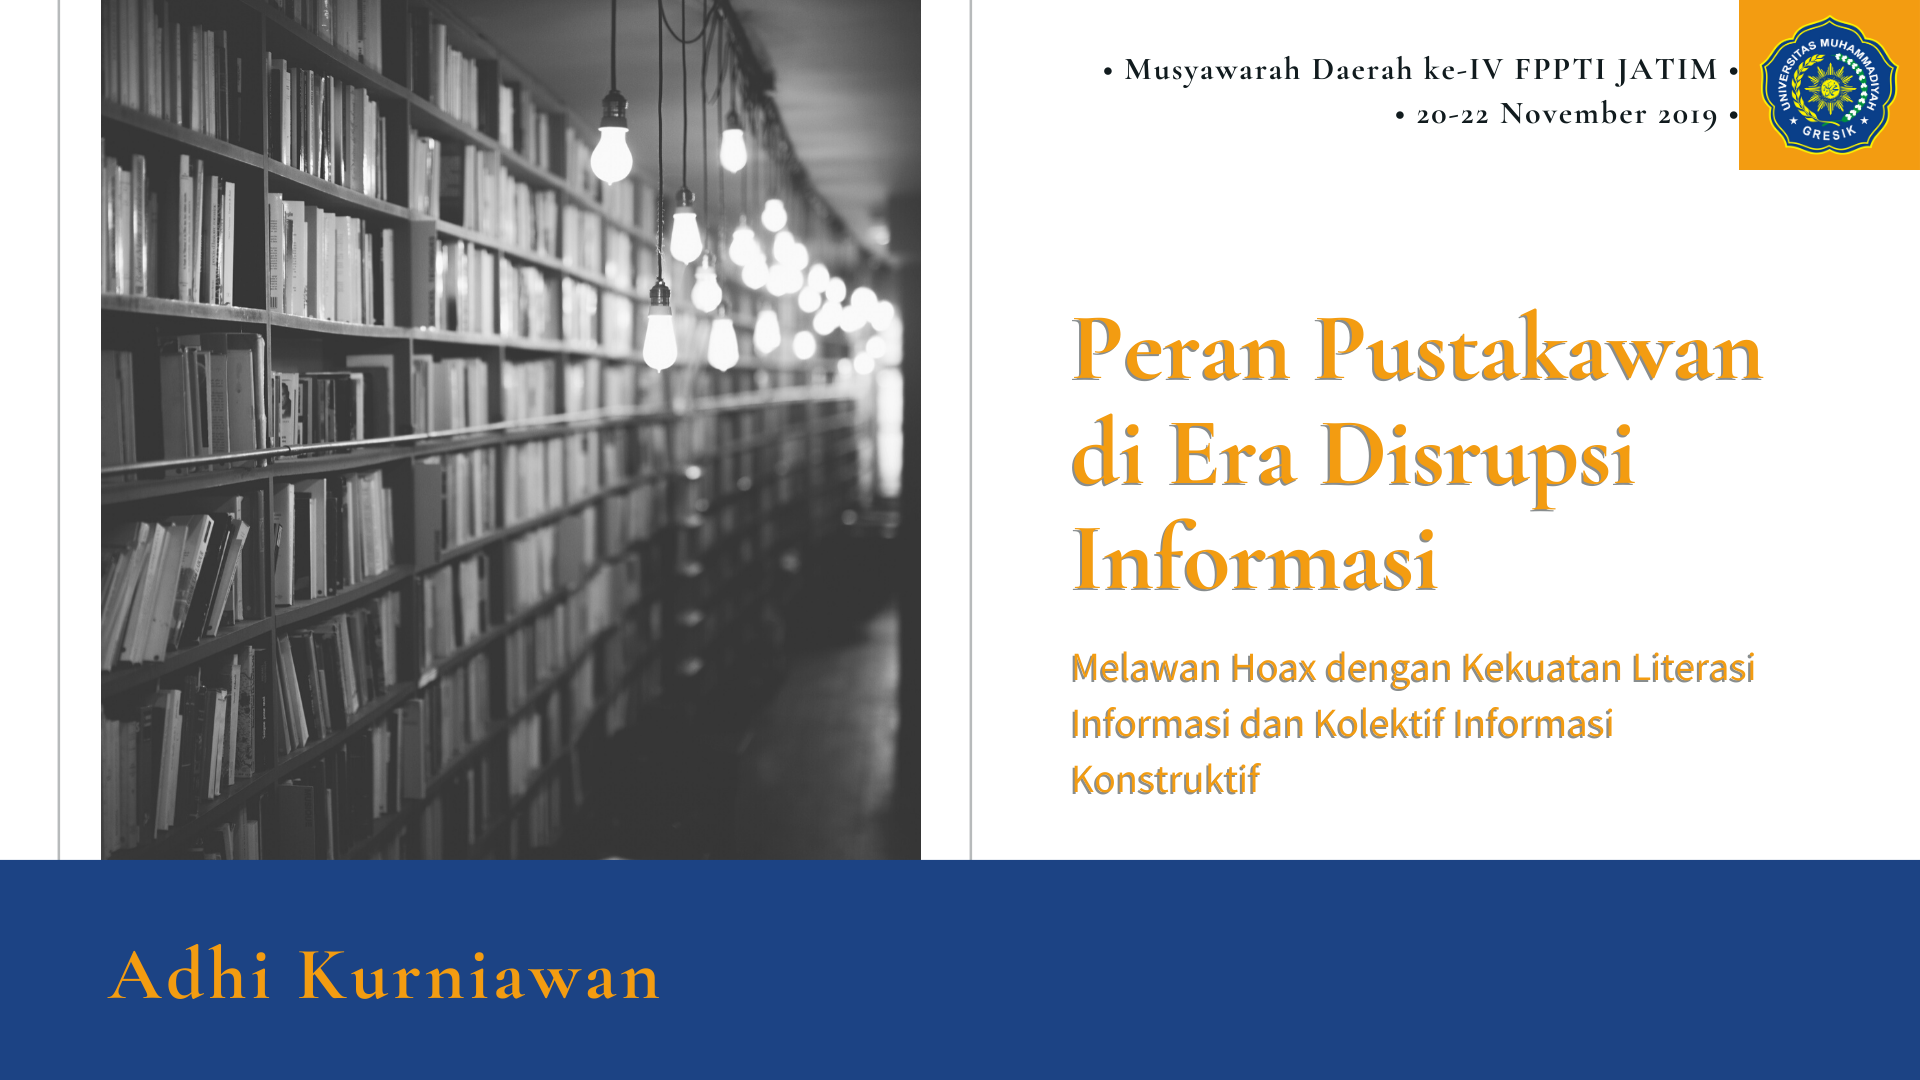 • Musyawarah Daerah ke-IV FPPTI JATIM •
• 20-22 November 2019 •
UNIVERSITAS MUHAMMADIYAH
GRESIK
Peran Pustakawan
di Era Disrupsi
Informasi
Melawan Hoax dengan Kekuatan Literasi
Informasi dan Kolektif Informasi
Konstruktif
Adhi Kurniawan